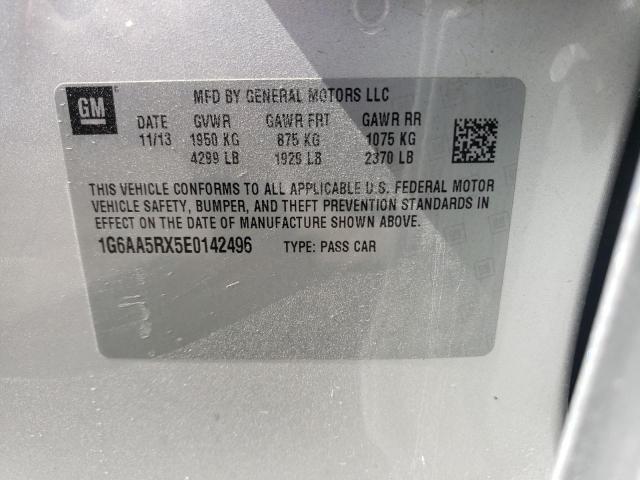 GM
MFD BY GENERAL MOTORS LLC
DATE GVWR GAWR FRT GAWR RR
11/13 1950 KG 875 KG 1075 KG
4299 LB 1929 LB 2370 LB
THIS VEHICLE CONFORMS TO ALL APPLICABLE U.S. FEDERAL MOTOR
VEHICLE SAFETY, BUMPER, AND THEFT PREVENTION STANDARDS IN
EFFECT ON THE DATE OF MANUFACTURE SHOWN ABOVE.
1G6AA5RX5E0142496 TYPE: PASS CAR